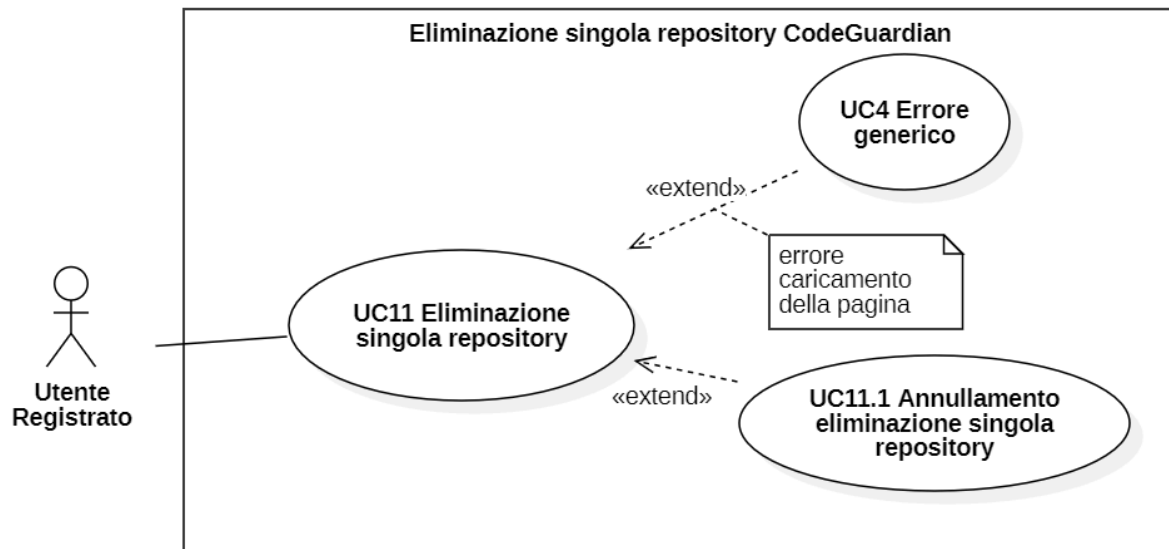 Eliminazione singola repository CodeGuardian
UC4 Errore
generico
«extend»
errore
caricamento
della pagina
UC11 Eliminazione
singola repository
Utente
Registrato
«extend»
UC11.1 Annullamento
eliminazione singola
repository